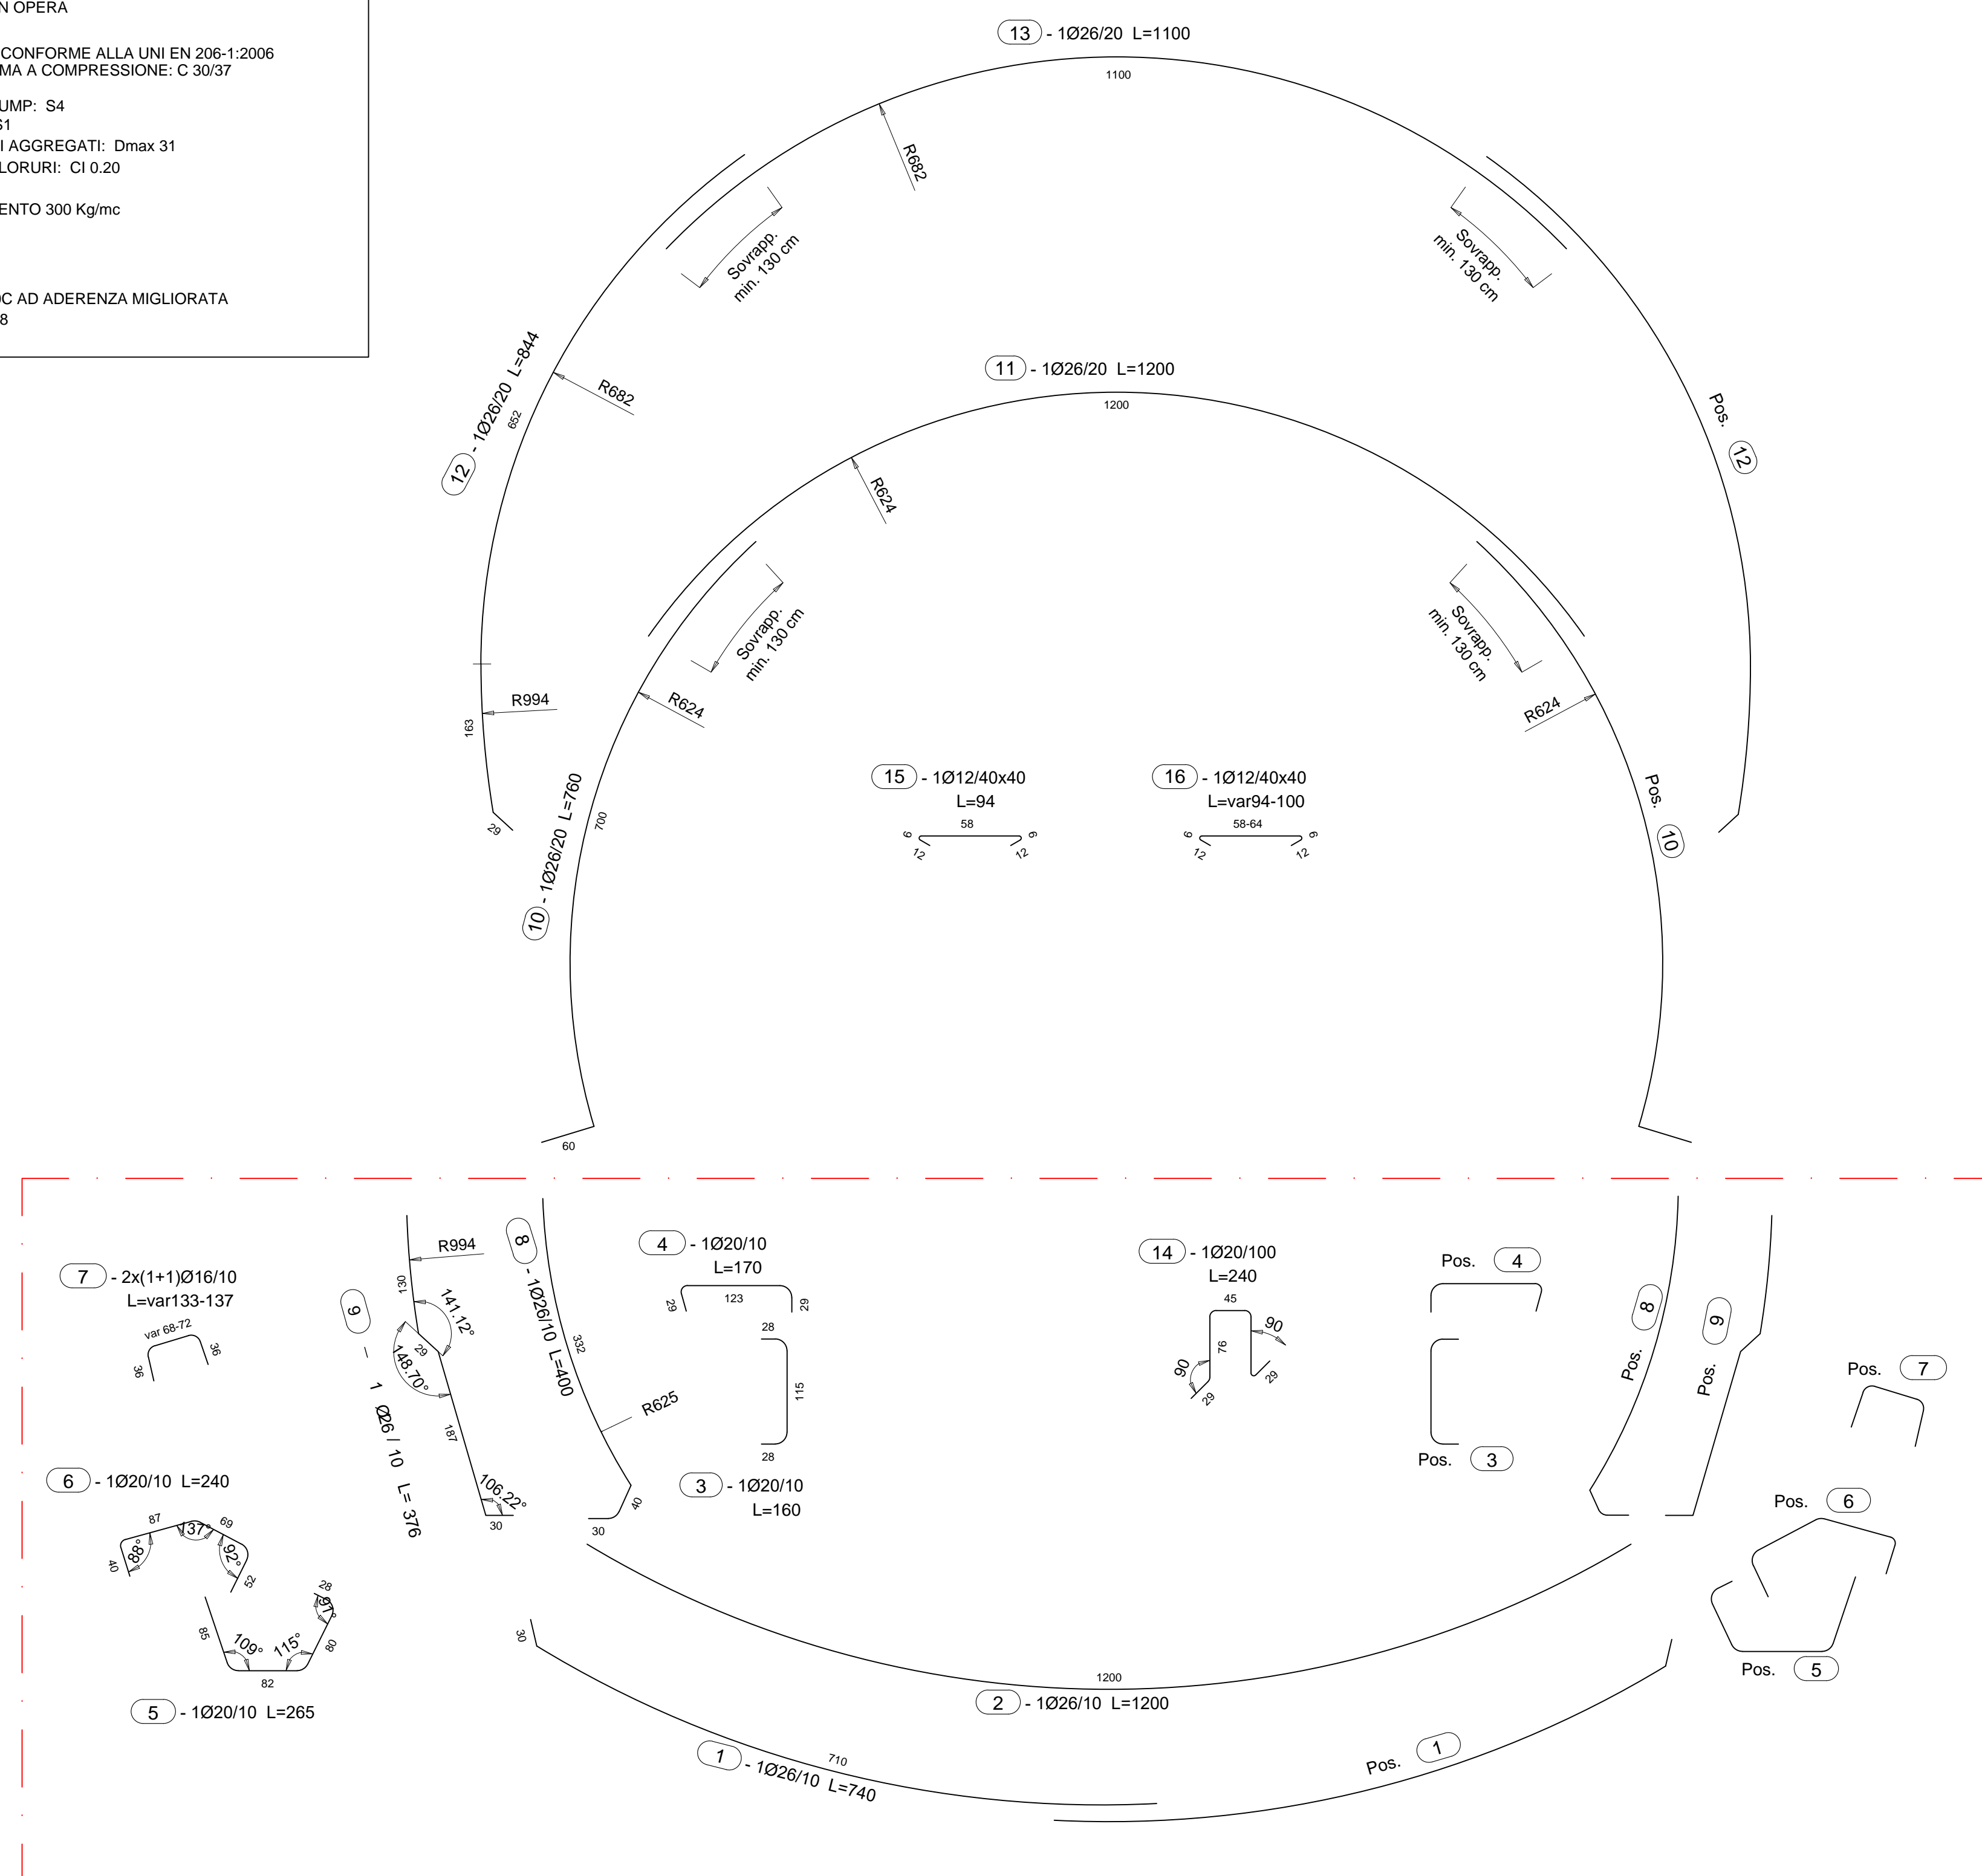 N OPERA
CONFORME ALLA UNI EN 206-1:2006
MA A COMPRESSIONE: C 30/37
UMP: S4
S1
I AGGREGATI: Dmax 31
LORURI: Cl 0.20
ENTO 300 Kg/mc
0C AD ADERENZA MIGLIORATA
8
13 - 1Ø26/20 L=1100
1100
R682
Sovrapp.
min. 130 cm
Sovrapp.
min. 130 cm
12 - 1Ø26/20 L=844
652
R682
R994
163
29
Pos. 12
11 - 1Ø26/20 L=1200
1200
R624
Sovrapp.
min. 130 cm
Sovrapp.
min. 130 cm
R624
R624
10 - 1Ø26/20 L=760
700
60
Pos. 10
15 - 1Ø12/40x40
L=94
58
6
6
12
12
16 - 1Ø12/40x40
L=var94-100
58-64
6
6
12
12
7 - 2x(1+1)Ø16/10
L=var133-137
var 68-72
36
36
9 - 1 Ø26 / 10 L= 376
R994
130
141.12°
29
148.70°
187
106.22°
30
8 - 1Ø26/10 L=400
332
R625
40
30
4 - 1Ø20/10
L=170
29
123
29
28
115
28
3 - 1Ø20/10
L=160
14 - 1Ø20/100
L=240
45
76
90
90
29
29
Pos. 4
Pos. 3
Pos. 8
Pos. 9
Pos. 7
6 - 1Ø20/10 L=240
87
137°
69
88°
92°
40
52
85
109°
115°
28
91°
80
82
5 - 1Ø20/10 L=265
Pos. 6
Pos. 5
1200
2 - 1Ø26/10 L=1200
30
710
1 - 1Ø26/10 L=740
Pos. 1